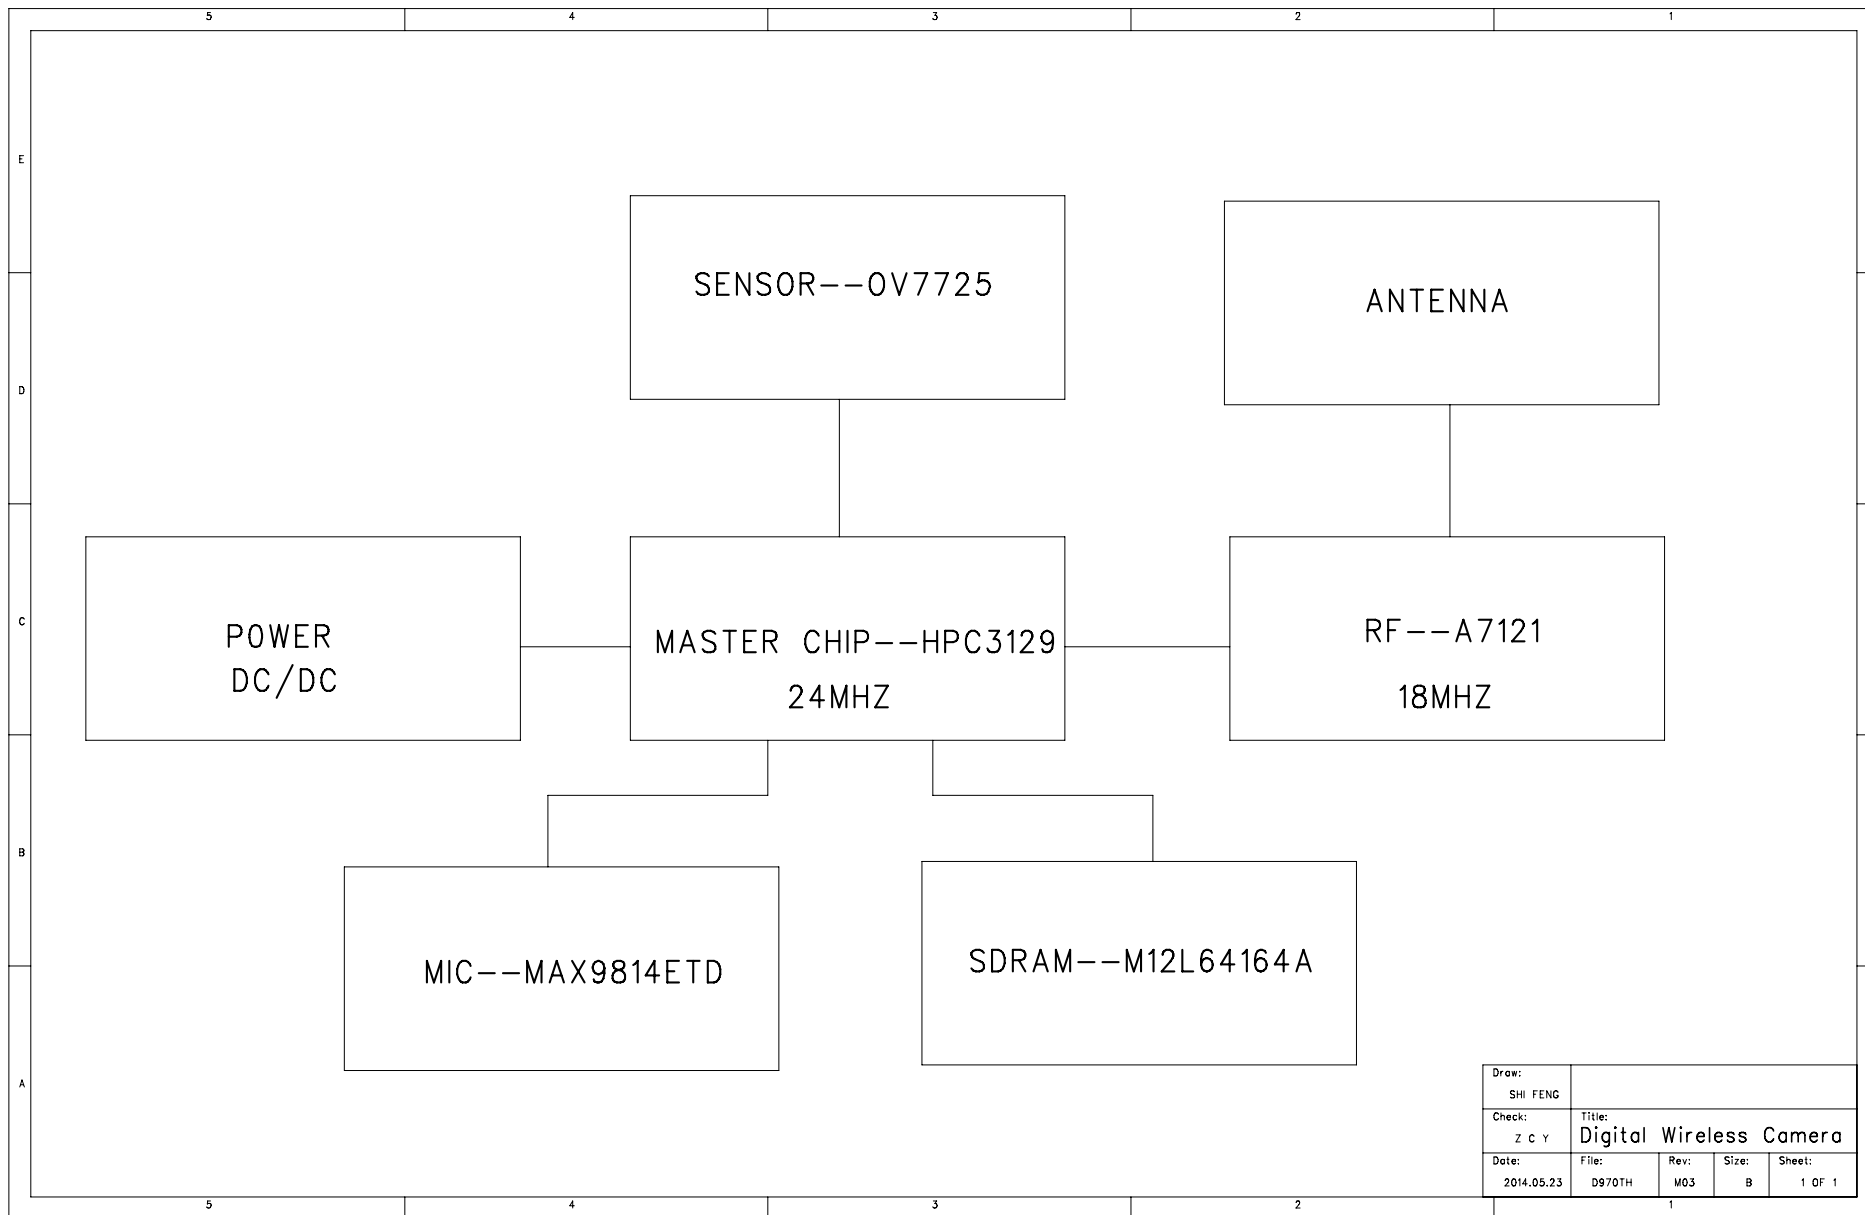 5 4 3 2 1
E
SENSOR--OV7725
ANTENNA
D
C
POWER
DC/DC
MASTER CHIP--HPC3129
24MHZ
RF--A7121
18MHZ
B
MIC--MAX9814ETD
SDRAM--M12L64164A
A
Draw:
SHI FENG
Check:
Z C Y
Title:
Digital Wireless Camera
Date:
2014.05.23
File:
D970TH
Rev:
M03
Size:
B
Sheet:
1 OF 1
5 4 3 2 1